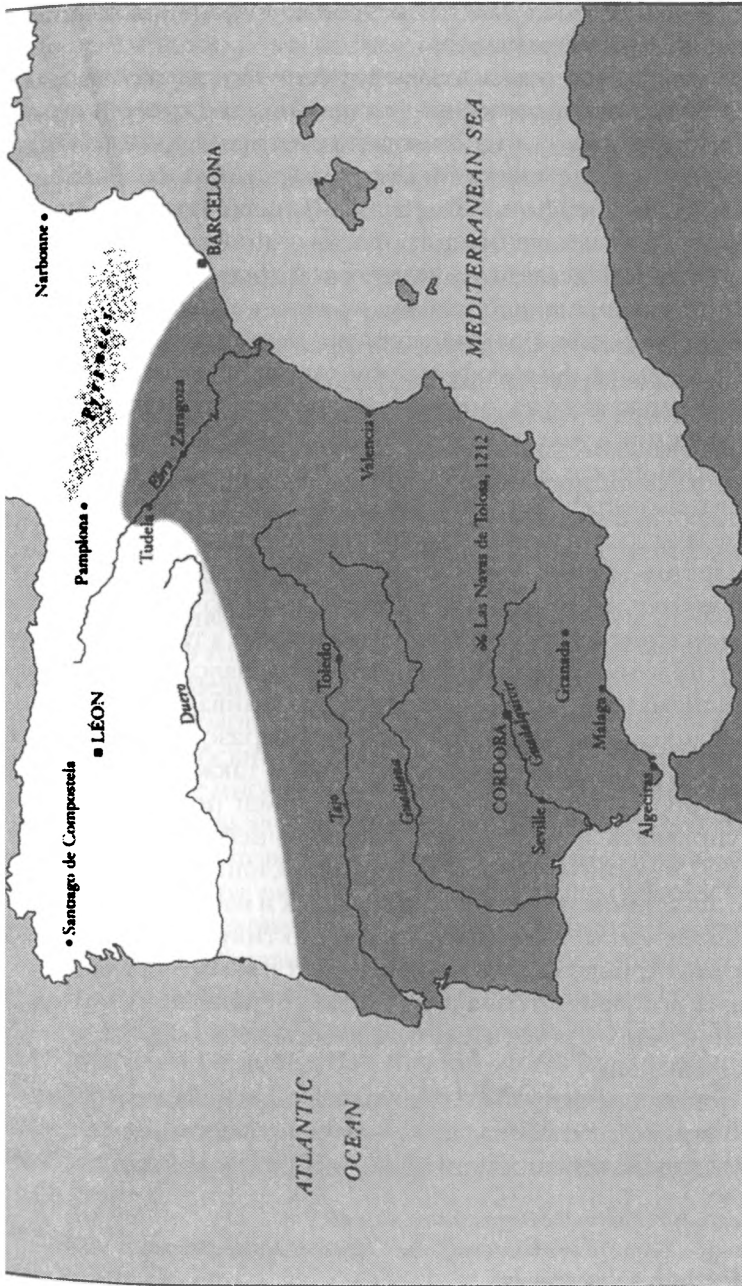 Narbonne
Pyrenees
Pamplona
BARCELONA
Santiago de Compostela
LÉON
Ebro
Tudela
Zaragoza
Duero
MEDITERRANEAN SEA
Valencia
Toledo
Tajo
Guadiana
Las Navas de Tolosa, 1212
CORDOBA
Guadalquivir
Seville
Granada
Malaga
Algeciras
ATLANTIC
OCEAN